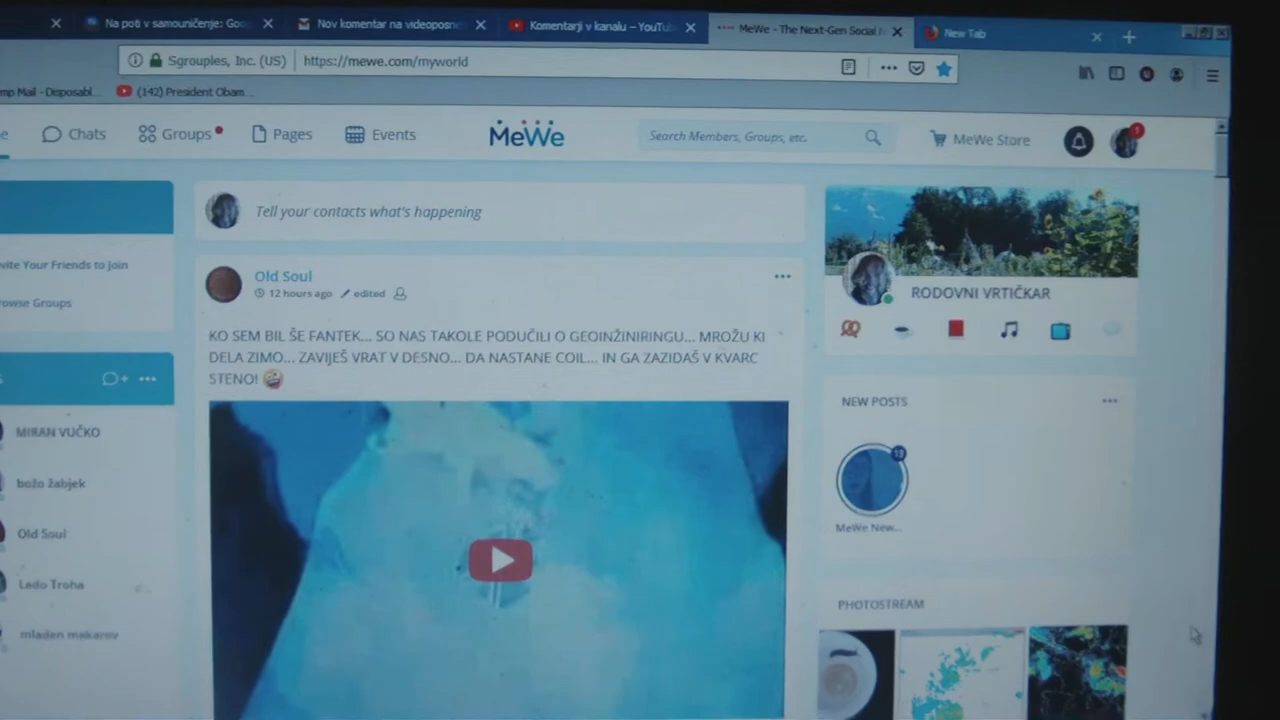 Na poti v samouničenje: Goo
Nov komentar na videoposne
Komentarji v kanalu – YouTu
MeWe - The Next-Gen Social
New Tab
Sgrouples, Inc. (US)
https://mewe.com/myworld
mp Mail - Disposabl...
(142) President Obam...
e
Chats
Groups
Pages
Events
MeWe
Search Members, Groups, etc.
MeWe Store
1
Tell your contacts what's happening
vite Your Friends to Join
rowse Groups
Old Soul
12 hours ago
edited
KO SEM BIL ŠE FANTEK... SO NAS TAKOLE PODUČILI O GEOINŽINIRINGU... MROŽU KI
DELA ZIMO... ZAVIJEŠ VRAT V DESNO... DA NASTANE COIL... IN GA ZAZIDAŠ V KVARC
STENO!
RODOVNI VRTIČKAR
S
MIRAN VUČKO
božo žabjek
Old Soul
Lado Troha
mladen makarov
NEW POSTS
13
MeWe New...
PHOTOSTREAM